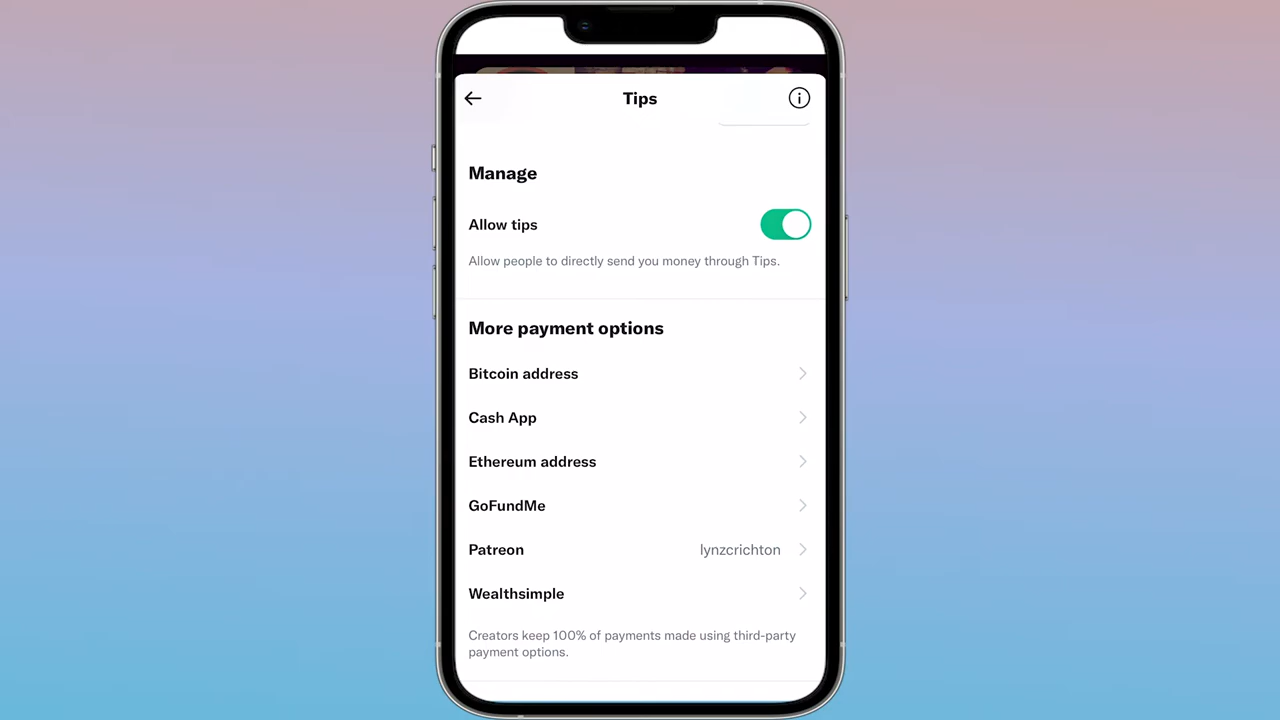 Tips
Manage
Allow tips
Allow people to directly send you money through Tips.
More payment options
Bitcoin address
Cash App
Ethereum address
GoFundMe
Patreon lynzcrichton
Wealthsimple
Creators keep 100% of payments made using third-party
payment options.